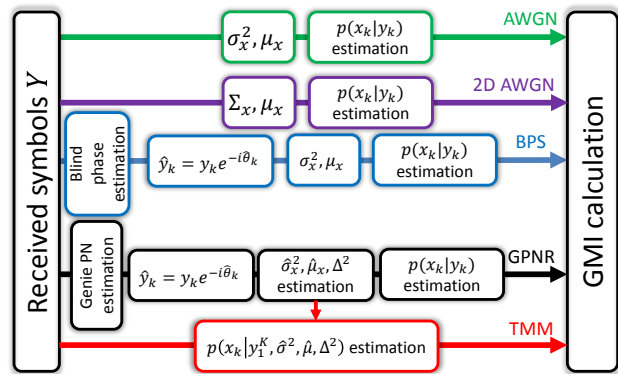 Received symbols Y
AWGN
σ_x^2, μ_x
p(x_k|y_k)
estimation
2D AWGN
Σ_x, μ_x
p(x_k|y_k)
estimation
BPS
Blind
phase
estimation
ŷ_k = y_k e^{-iθ̂_k}
σ_x^2, μ_x
p(x_k|y_k)
estimation
GPNR
Genie PN
estimation
ŷ_k = y_k e^{-iθ̂_k}
σ̂_x^2, μ̂_x, Δ^2
estimation
p(x_k|y_k)
estimation
TMM
p(x_k|y_1^K, σ̂^2, μ̂, Δ^2) estimation
GMI calculation